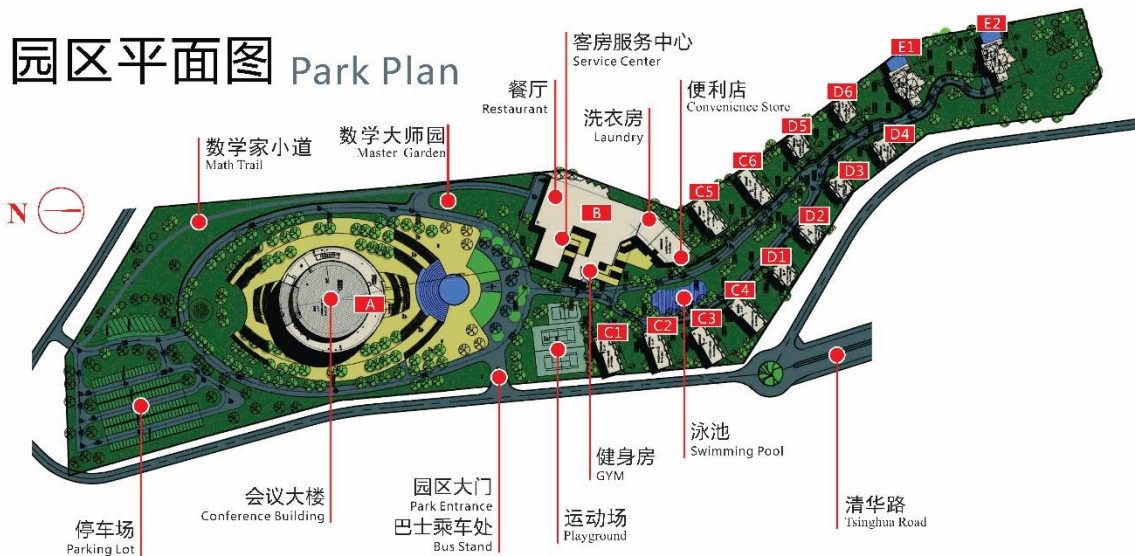 园区平面图 Park Plan
客房服务中心
Service Center
餐厅
Restaurant
便利店
Convenience Store
洗衣房
Laundry
数学家小道
Math Trail
数学大师园
Master Garden
N
A
B
C1
C2
C3
C4
C5
C6
D1
D2
D3
D4
D5
D6
E1
E2
停车场
Parking Lot
会议大楼
Conference Building
园区大门
Park Entrance
巴士乘车处
Bus Stand
运动场
Playground
健身房
GYM
泳池
Swimming Pool
清华路
Tsinghua Road